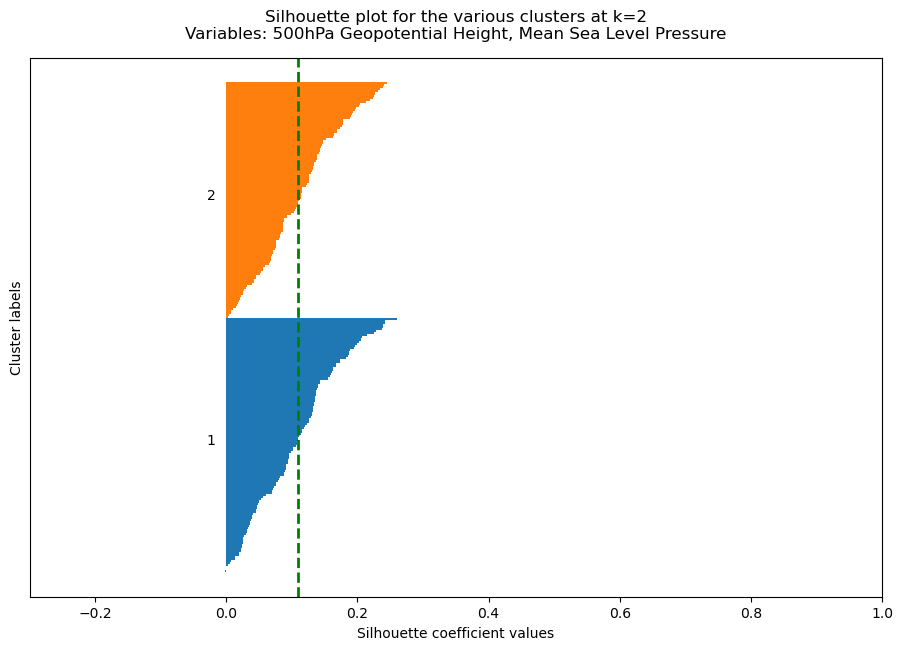 Silhouette plot for the various clusters at k=2
Variables: 500hPa Geopotential Height, Mean Sea Level Pressure
2
1
Cluster labels
−0.2 0.0 0.2 0.4 0.6 0.8 1.0
Silhouette coefficient values